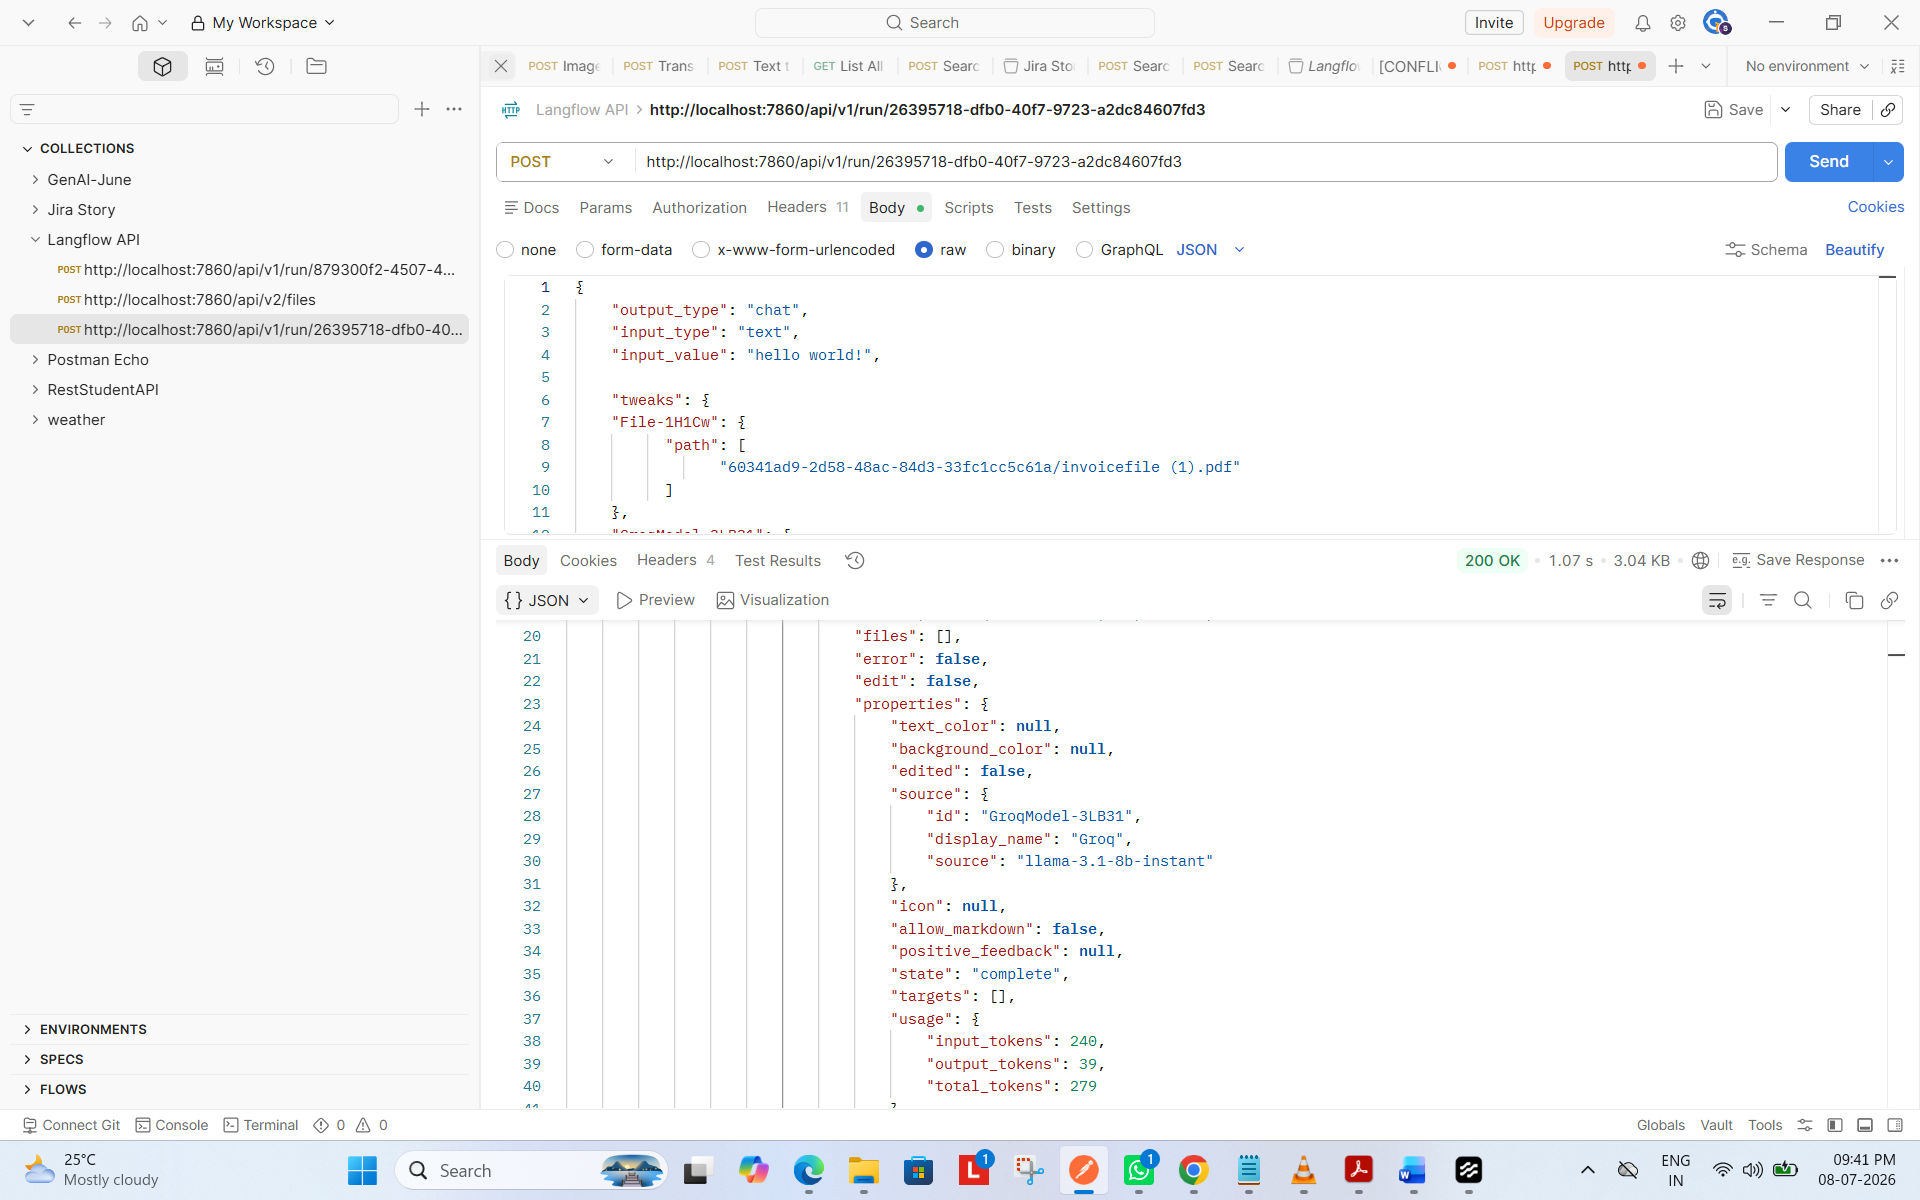 My Workspace
Search
Invite
Upgrade
POST Image
POST Trans
POST Text t
GET List All
POST Searc
Jira Sto
POST Searc
POST Searc
Langflo
[CONFLI
POST http
POST http
No environment
Langflow API > http://localhost:7860/api/v1/run/26395718-dfb0-40f7-9723-a2dc84607fd3
Save
Share
COLLECTIONS
GenAI-June
Jira Story
Langflow API
POST http://localhost:7860/api/v1/run/879300f2-4507-4...
POST http://localhost:7860/api/v2/files
POST http://localhost:7860/api/v1/run/26395718-dfb0-40...
Postman Echo
RestStudentAPI
weather
ENVIRONMENTS
SPECS
FLOWS
POST http://localhost:7860/api/v1/run/26395718-dfb0-40f7-9723-a2dc84607fd3
Send
Docs Params Authorization Headers 11 Body Scripts Tests Settings
Cookies
none form-data x-www-form-urlencoded raw binary GraphQL JSON
Schema Beautify
1 {
2 "output_type": "chat",
3 "input_type": "text",
4 "input_value": "hello world!",
5
6 "tweaks": {
7 "File-1H1Cw": {
8 "path": [
9 "60341ad9-2d58-48ac-84d3-33fc1cc5c61a/invoicefile (1).pdf"
10 ]
11 },
Body Cookies Headers 4 Test Results
200 OK 1.07 s 3.04 KB e.g. Save Response
{} JSON Preview Visualization
20 "files": [],
21 "error": false,
22 "edit": false,
23 "properties": {
24 "text_color": null,
25 "background_color": null,
26 "edited": false,
27 "source": {
28 "id": "GroqModel-3LB31",
29 "display_name": "Groq",
30 "source": "llama-3.1-8b-instant"
31 },
32 "icon": null,
33 "allow_markdown": false,
34 "positive_feedback": null,
35 "state": "complete",
36 "targets": [],
37 "usage": {
38 "input_tokens": 240,
39 "output_tokens": 39,
40 "total_tokens": 279
Connect Git Console Terminal 0 0
Globals Vault Tools
25°C
Mostly cloudy
Search
1
1
ENG
IN
09:41 PM
08-07-2026